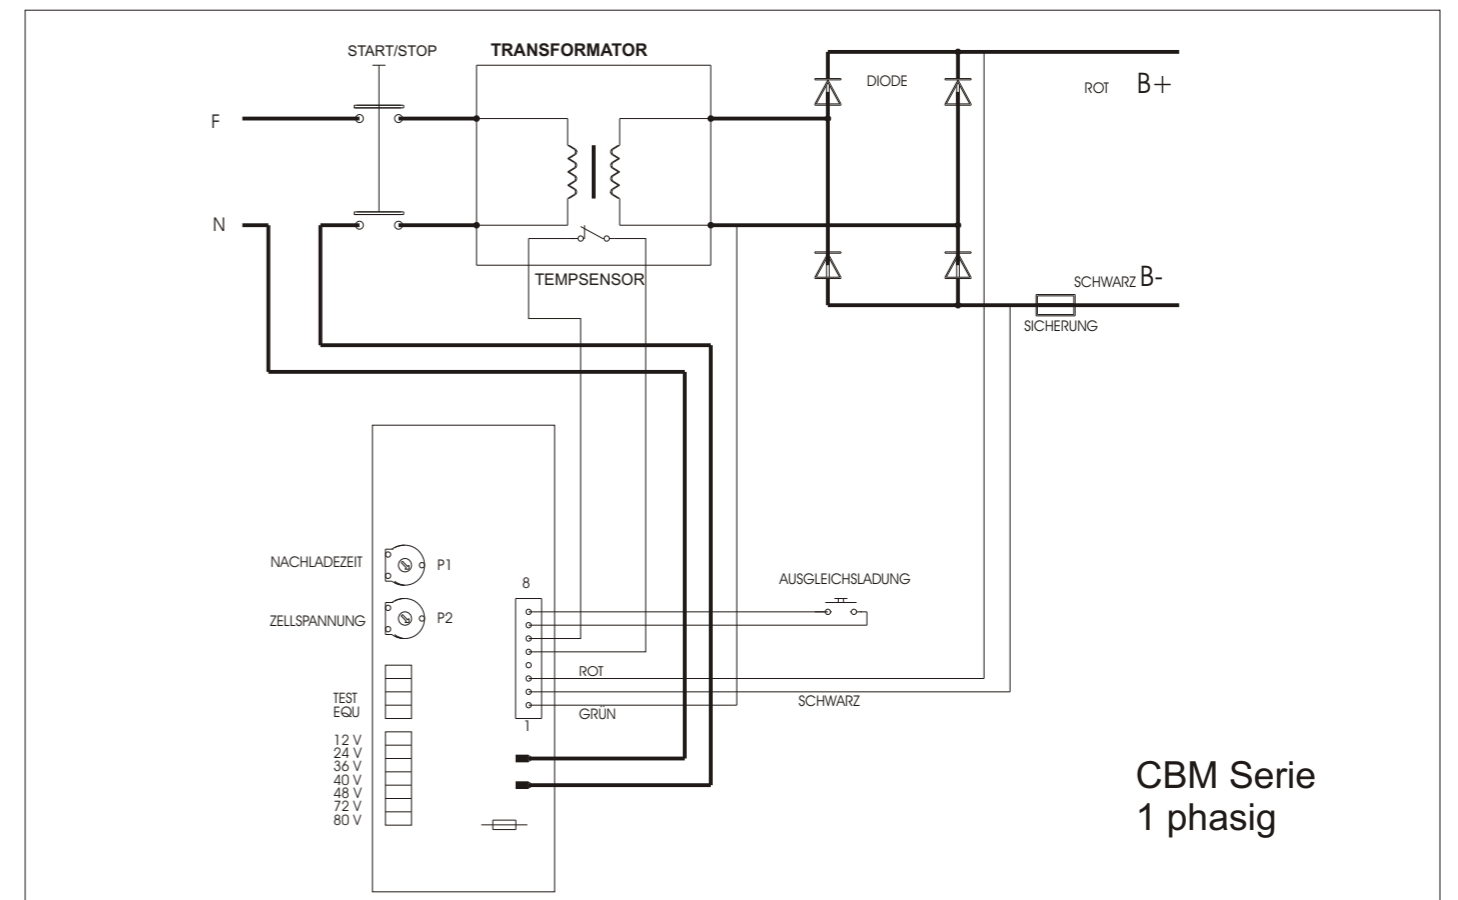 START/STOP
TRANSFORMATOR
DIODE
ROT B+
F
N
TEMPSENSOR
SCHWARZ B-
SICHERUNG
NACHLADEZEIT P1
ZELLSPANNUNG P2
8
AUSGLEICHSLADUNG
ROT
SCHWARZ
GRÜN
1
TEST
EQU
12 V
24 V
36 V
40 V
48 V
72 V
80 V
CBM Serie
1 phasig